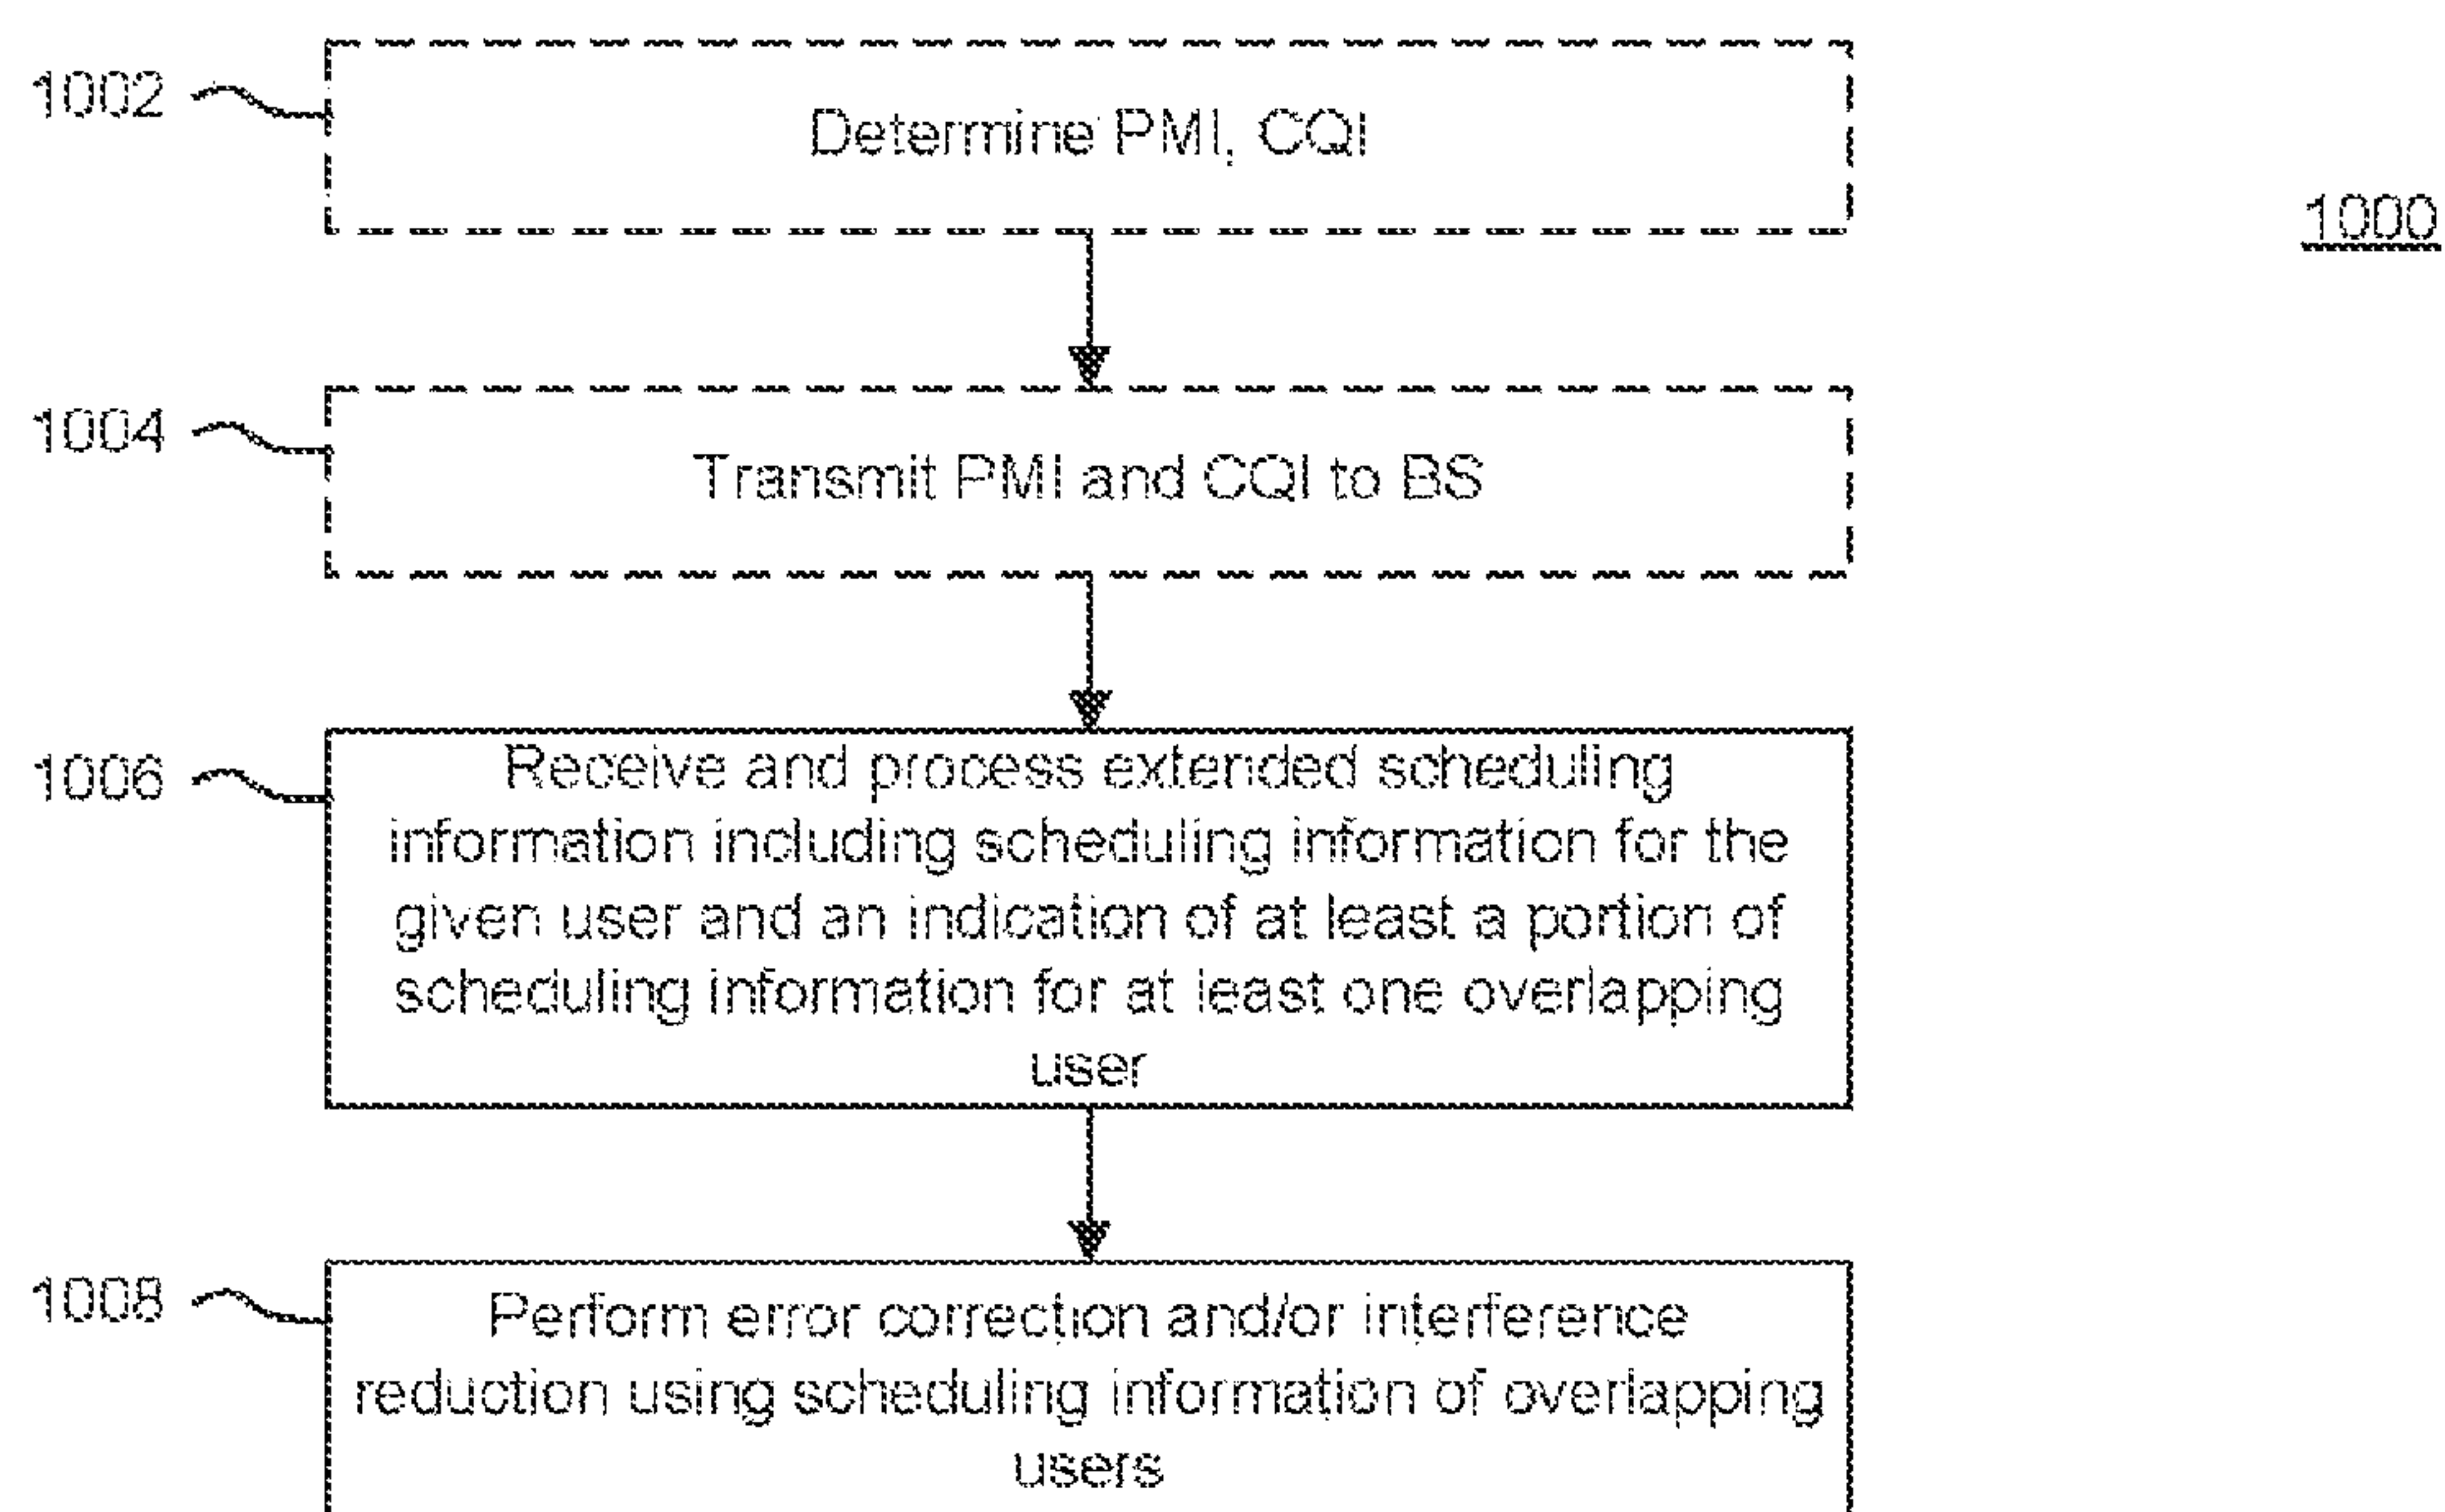 1002
Determine PMI, CQI
1000
1004
Transmit PMI and CQI to BS
1006
Receive and process extended scheduling
information including scheduling information for the
given user and an indication of at least a portion of
scheduling information for at least one overlapping
user
1008
Perform error correction and/or interference
reduction using scheduling information of overlapping
users